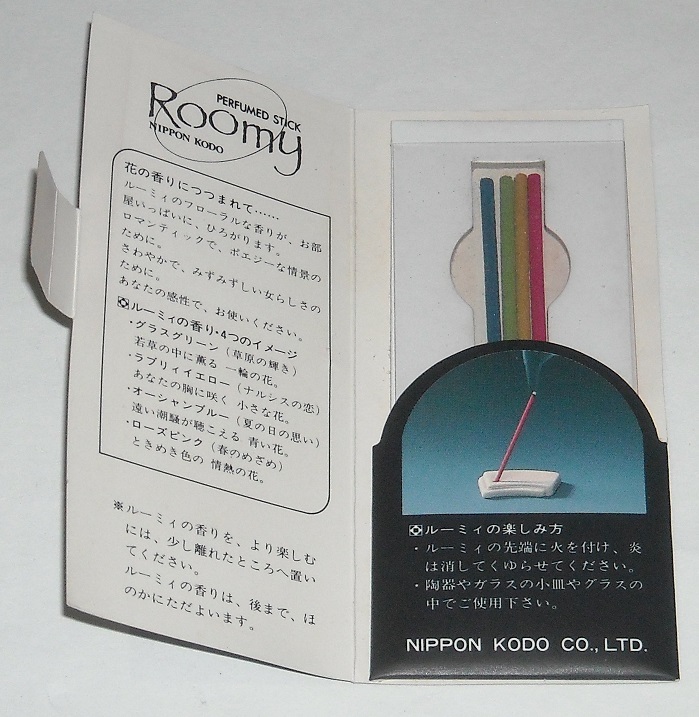 PERFUMED STICK
Roomy
NIPPON KODO
花の香りにつつまれて……
ルーミィのフローラルな香りが、お部
屋いっぱいに、ひろがります。
ロマンティックで、ポエジーな情景の
ために。
さわやかで、みずみずしい女らしさの
ために。
あなたの感性で、お使いください。
ルーミィの香り・4つのイメージ
・グラスグリーン（草原の輝き）
若草の中に薫る 一輪の花。
・ラブリィイエロー（ナルシスの恋）
あなたの胸に咲く 小さな花。
・オーシャンブルー（夏の日の思い）
遠い潮騒が聴こえる 青い花。
・ローズピンク（春のめざめ）
ときめき色の 情熱の花。
※ルーミィの香りを、より楽しむ
には、少し離れたところへ置い
てください。
ルーミィの香りは、後まで、ほ
のかにただよいます。
ルーミィの楽しみ方
・ルーミィの先端に火を付け、炎
は消してくゆらせてください。
・陶器やガラスの小皿やグラスの
中でご使用下さい。
NIPPON KODO CO., LTD.